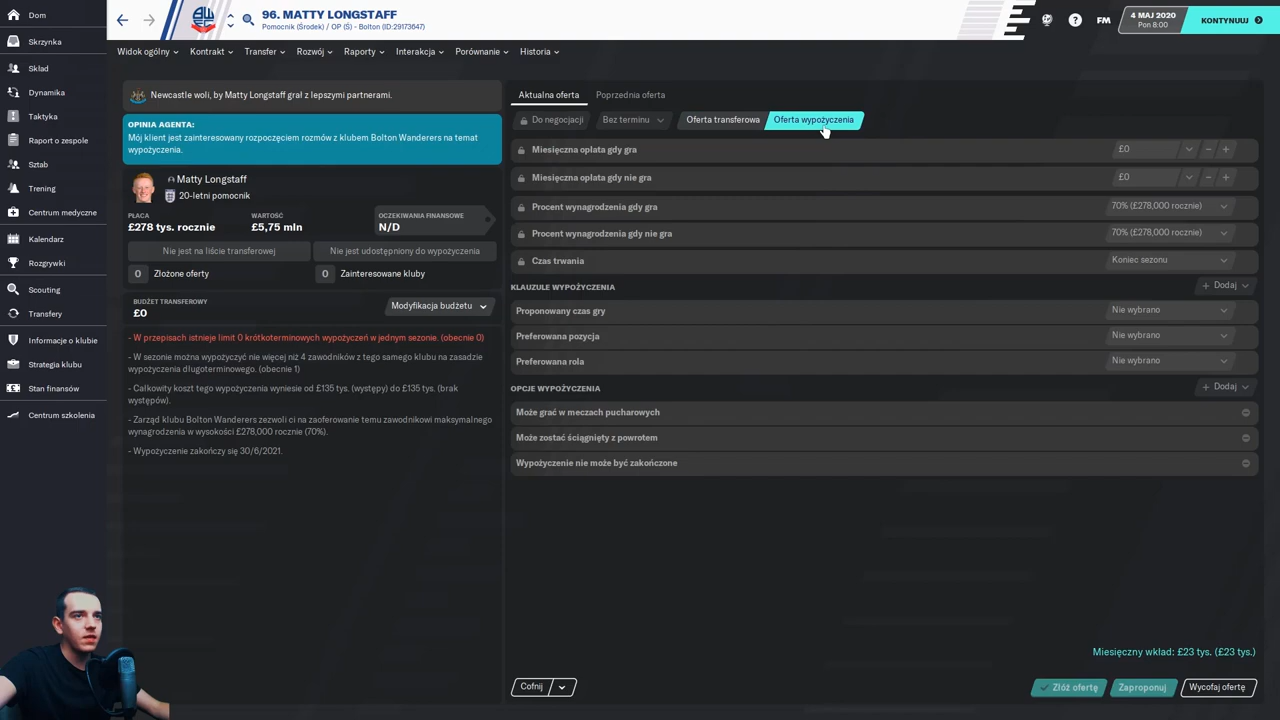 Dom
Skrzynka
Skład
Dynamika
Taktyka
Raport o zespole
Sztab
Trening
Centrum medyczne
Kalendarz
Rozgrywki
Scouting
Transfery
Informacje o klubie
Strategia klubu
Stan finansów
Centrum szkolenia
96. MATTY LONGSTAFF
Pomocnik (Środek) / OP (Ś) - Bolton (ID:29173647)
FM
4 MAJ 2020
Pon 8:00
KONTYNUUJ
Widok ogólny
Kontrakt
Transfer
Rozwój
Raporty
Interakcja
Porównanie
Historia
Newcastle woli, by Matty Longstaff grał z lepszymi partnerami.
OPINIA AGENTA:
Mój klient jest zainteresowany rozpoczęciem rozmów z klubem Bolton Wanderers na temat
wypożyczenia.
Matty Longstaff
20-letni pomocnik
PŁACA
£278 tys. rocznie
WARTOŚĆ
£5,75 mln
OCZEKIWANIA FINANSOWE
N/D
Nie jest na liście transferowej
Nie jest udostępniony do wypożyczenia
0 Złożone oferty
0 Zainteresowane kluby
BUDŻET TRANSFEROWY
£0
Modyfikacja budżetu
- W przepisach istnieje limit 0 krótkoterminowych wypożyczeń w jednym sezonie. (obecnie 0)
- W sezonie można wypożyczyć nie więcej niż 4 zawodników z tego samego klubu na zasadzie
wypożyczenia długoterminowego. (obecnie 1)
- Całkowity koszt tego wypożyczenia wyniesie od £135 tys. (występy) do £135 tys. (brak
występów).
- Zarząd klubu Bolton Wanderers zezwoli ci na zaoferowanie temu zawodnikowi maksymalnego
wynagrodzenia w wysokości £278,000 rocznie (70%).
- Wypożyczenie zakończy się 30/6/2021.
Aktualna oferta
Poprzednia oferta
Do negocjacji
Bez terminu
Oferta transferowa
Oferta wypożyczenia
Miesięczna opłata gdy gra
£0
Miesięczna opłata gdy nie gra
£0
Procent wynagrodzenia gdy gra
70% (£278,000 rocznie)
Procent wynagrodzenia gdy nie gra
70% (£278,000 rocznie)
Czas trwania
Koniec sezonu
KLAUZULE WYPOŻYCZENIA
+ Dodaj
Proponowany czas gry
Nie wybrano
Preferowana pozycja
Nie wybrano
Preferowana rola
Nie wybrano
OPCJE WYPOŻYCZENIA
+ Dodaj
Może grać w meczach pucharowych
Może zostać ściągnięty z powrotem
Wypożyczenie nie może być zakończone
Miesięczny wkład: £23 tys. (£23 tys.)
Cofnij
Złóż ofertę
Zaproponuj
Wycofaj ofertę